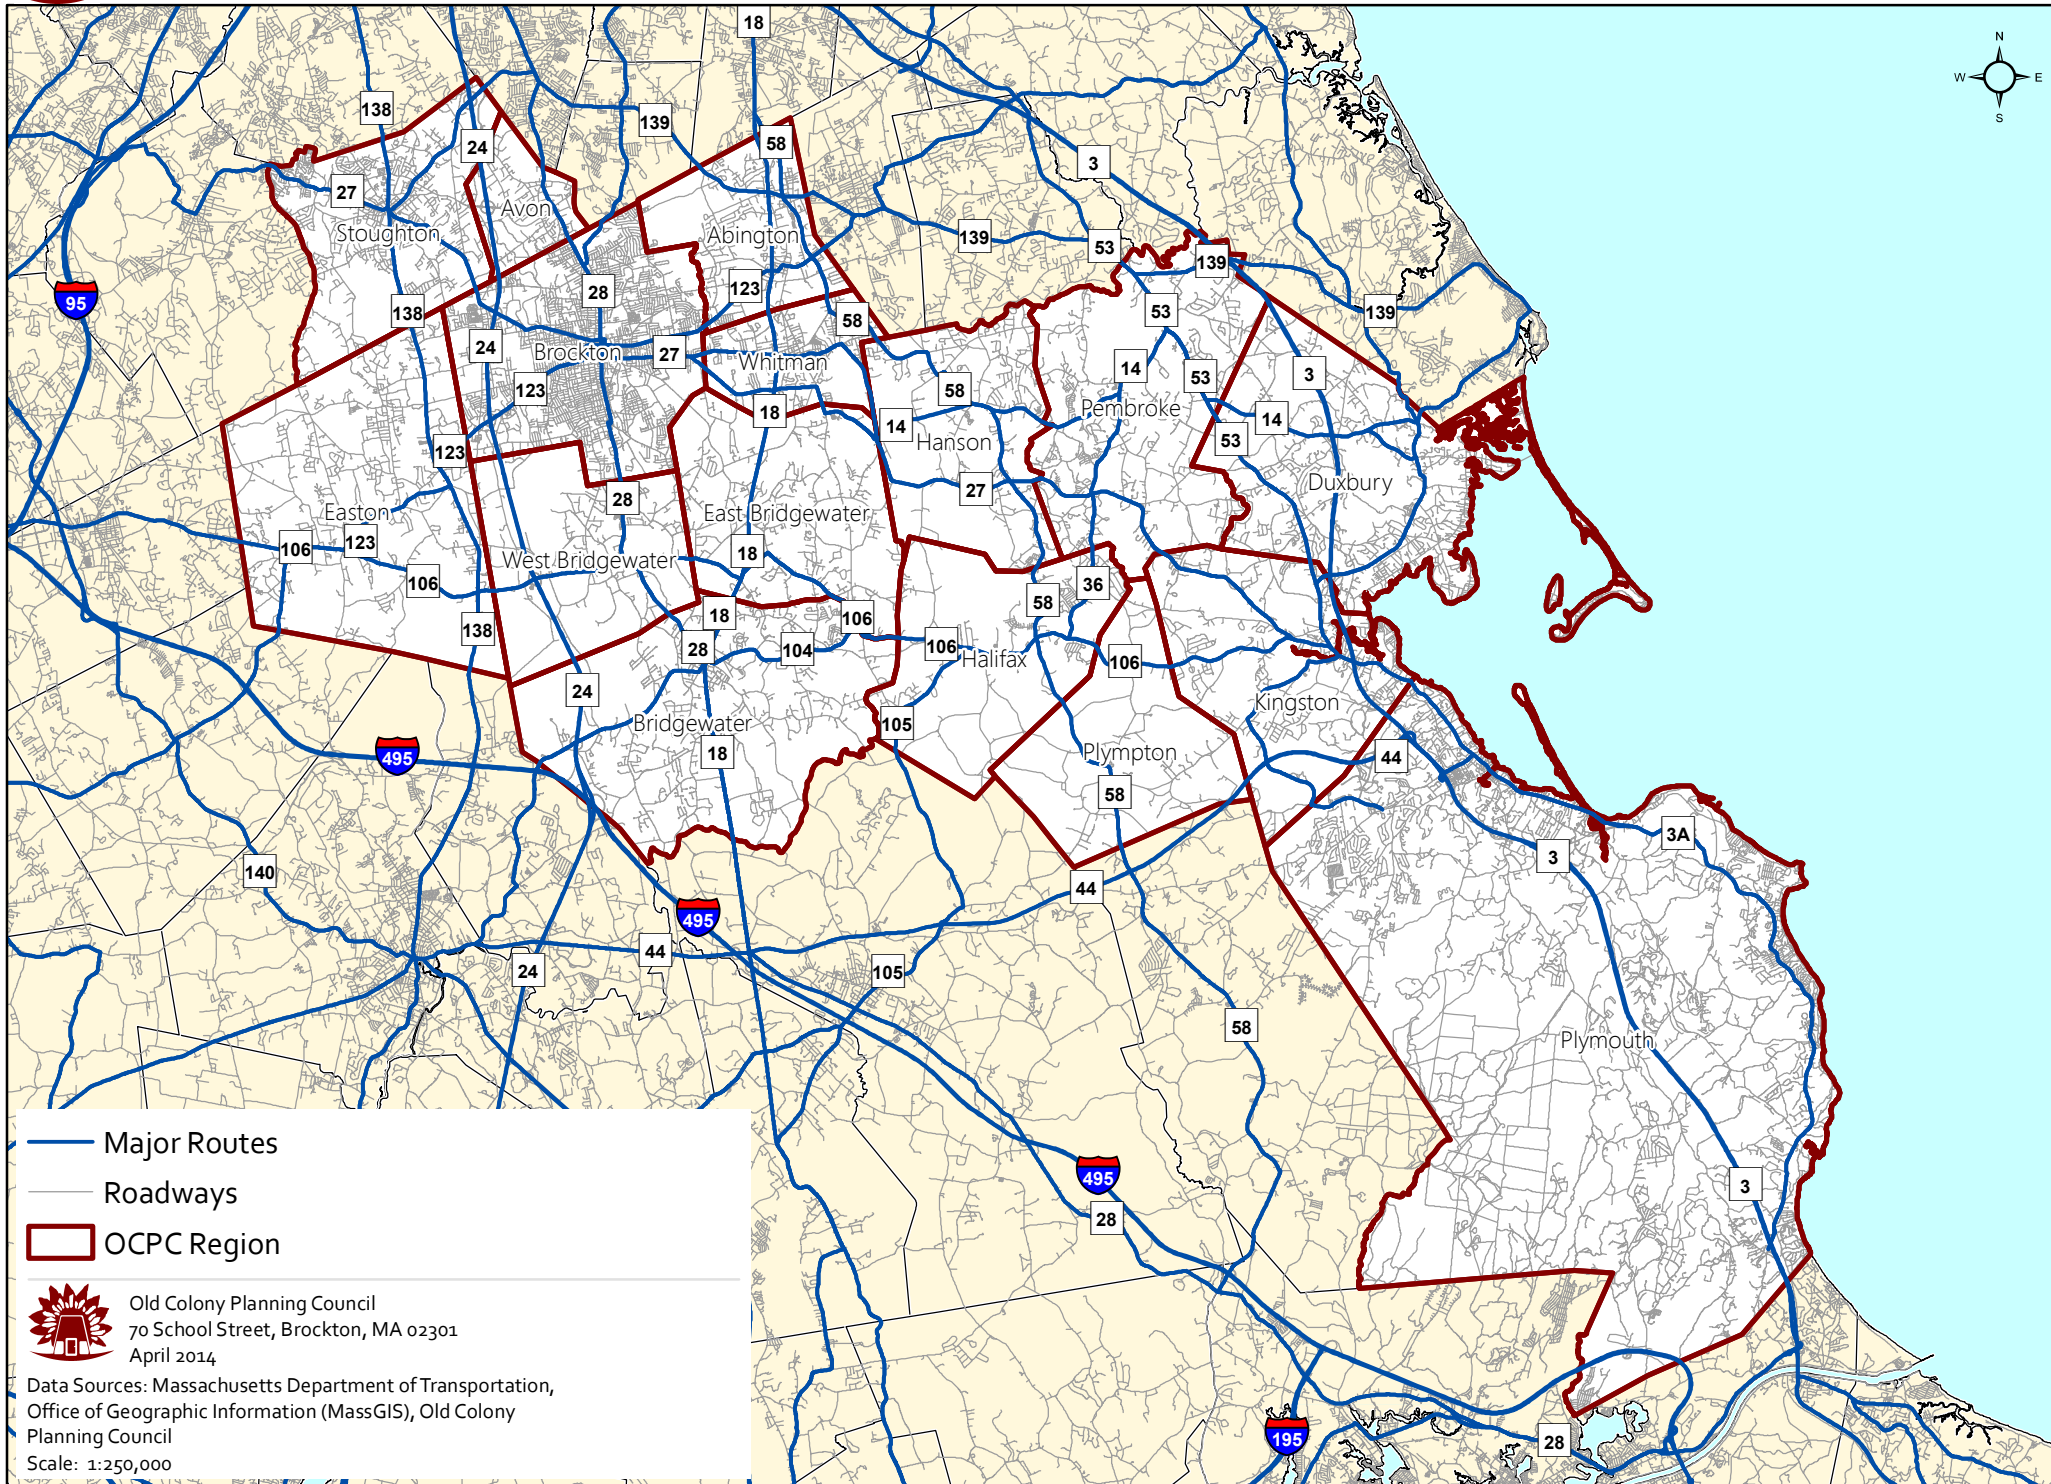 18
N
W
E
S
138
139
24
58
3
27
Avon
Stoughton
Abington
139
53
139
95
28
123
138
58
53
139
24
Brockton
27
Whitman
14
3
123
58
53
Pembroke
18
14
14
Hanson
53
123
27
Duxbury
28
Easton
East Bridgewater
123
106
18
West Bridgewater
106
36
58
18
106
138
28
104
106
Halifax
106
24
Kingston
Bridgewater
105
18
Plympton
44
495
58
3A
3
140
44
495
44
24
105
58
Plymouth
Major Routes
495
Roadways
3
28
OCPC Region
Old Colony Planning Council
70 School Street, Brockton, MA 02301
April 2014
Data Sources: Massachusetts Department of Transportation,
Office of Geographic Information (MassGIS), Old Colony
Planning Council
Scale: 1:250,000
195
28